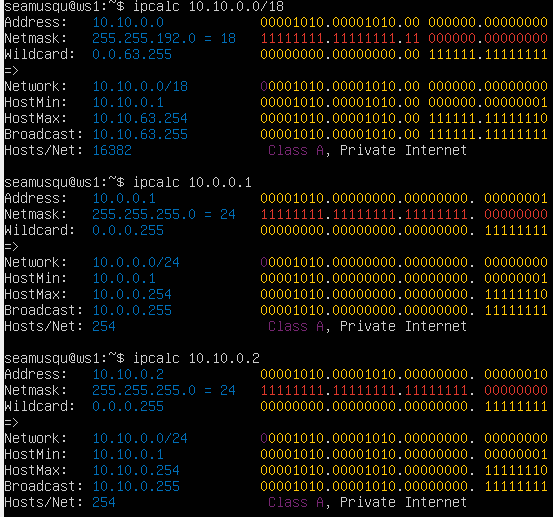 seamusqu@ws1:~$ ipcalc 10.10.0.0/18
Address:   10.10.0.0            00001010.00001010.00 000000.00000000
Netmask:   255.255.192.0 = 18   11111111.11111111.11 000000.00000000
Wildcard:  0.0.63.255           00000000.00000000.00 111111.11111111
=>
Network:   10.10.0.0/18         00001010.00001010.00 000000.00000000
HostMin:   10.10.0.1            00001010.00001010.00 000000.00000001
HostMax:   10.10.63.254         00001010.00001010.00 111111.11111110
Broadcast: 10.10.63.255         00001010.00001010.00 111111.11111111
Hosts/Net: 16382                 Class A, Private Internet

seamusqu@ws1:~$ ipcalc 10.0.0.1
Address:   10.0.0.1             00001010.00000000.00000000. 00000001
Netmask:   255.255.255.0 = 24   11111111.11111111.11111111. 00000000
Wildcard:  0.0.0.255            00000000.00000000.00000000. 11111111
=>
Network:   10.0.0.0/24          00001010.00000000.00000000. 00000000
HostMin:   10.0.0.1             00001010.00000000.00000000. 00000001
HostMax:   10.0.0.254           00001010.00000000.00000000. 11111110
Broadcast: 10.0.0.255           00001010.00000000.00000000. 11111111
Hosts/Net: 254                   Class A, Private Internet

seamusqu@ws1:~$ ipcalc 10.10.0.2
Address:   10.10.0.2            00001010.00001010.00000000. 00000010
Netmask:   255.255.255.0 = 24   11111111.11111111.11111111. 00000000
Wildcard:  0.0.0.255            00000000.00000000.00000000. 11111111
=>
Network:   10.10.0.0/24         00001010.00001010.00000000. 00000000
HostMin:   10.10.0.1            00001010.00001010.00000000. 00000001
HostMax:   10.10.0.254          00001010.00001010.00000000. 11111110
Broadcast: 10.10.0.255          00001010.00001010.00000000. 11111111
Hosts/Net: 254                   Class A, Private Internet